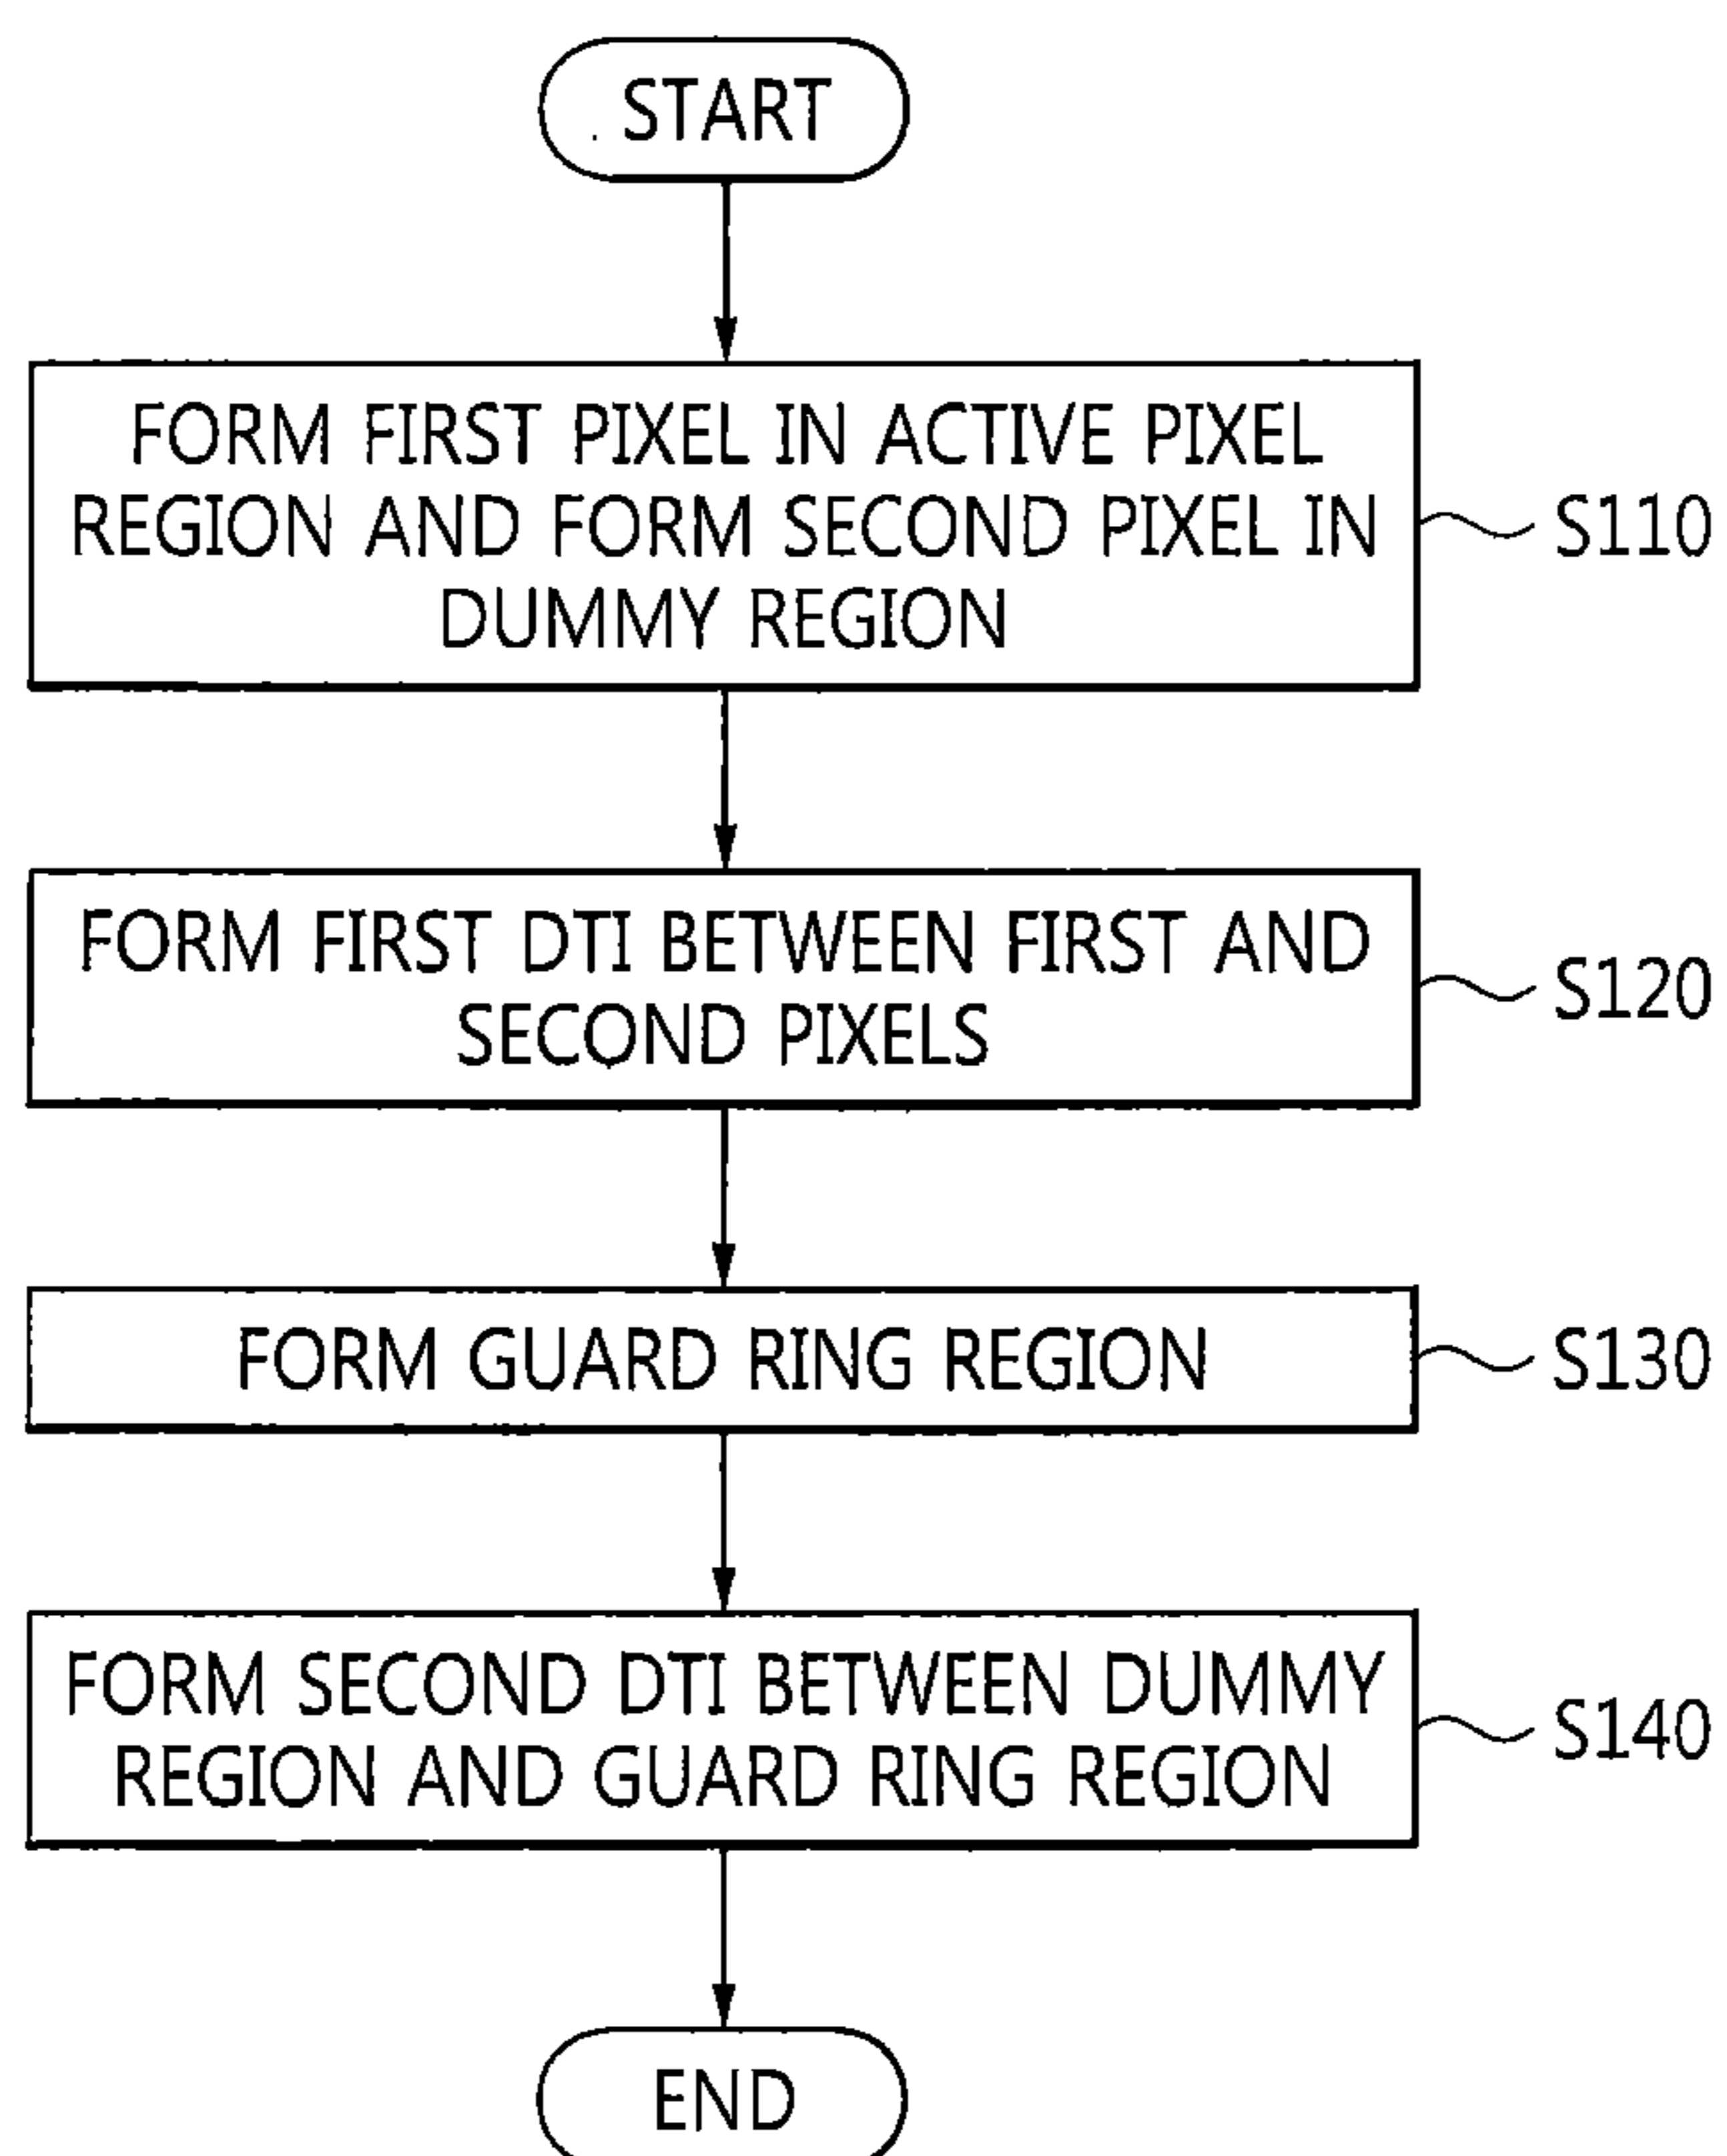 START
FORM FIRST PIXEL IN ACTIVE PIXEL
REGION AND FORM SECOND PIXEL IN
DUMMY REGION
S110
FORM FIRST DTI BETWEEN FIRST AND
SECOND PIXELS
S120
FORM GUARD RING REGION
S130
FORM SECOND DTI BETWEEN DUMMY
REGION AND GUARD RING REGION
S140
END